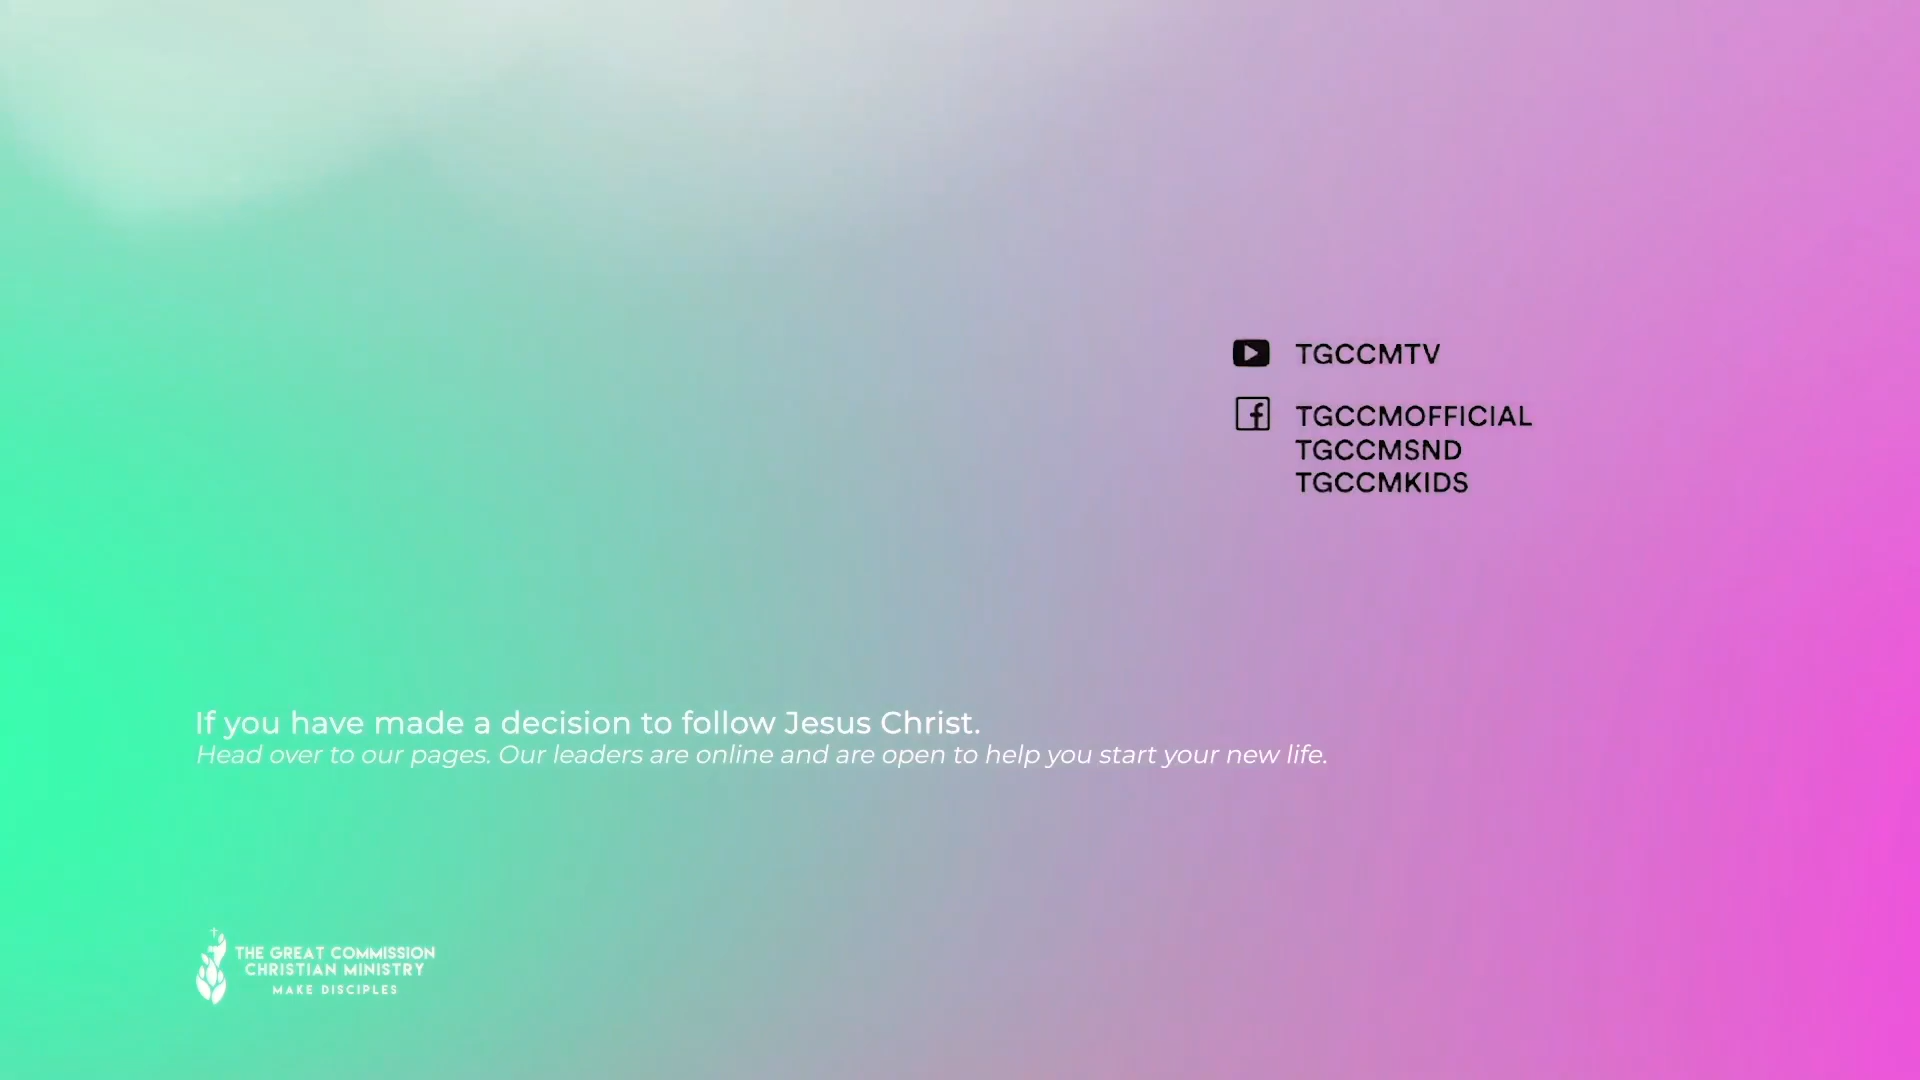 TGCCMTV
TGCCMOFFICIAL
TGCCMSND
TGCCMKIDS
If you have made a decision to follow Jesus Christ.
Head over to our pages. Our leaders are online and are open to help you start your new life.
THE GREAT COMMISSION
CHRISTIAN MINISTRY
MAKE DISCIPLES